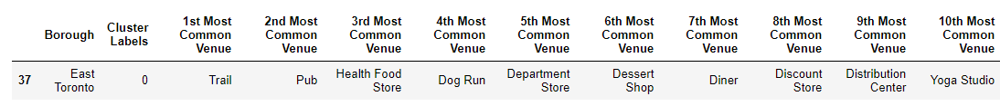 Borough Cluster Labels 1st Most Common Venue 2nd Most Common Venue 3rd Most Common Venue 4th Most Common Venue 5th Most Common Venue 6th Most Common Venue 7th Most Common Venue 8th Most Common Venue 9th Most Common Venue 10th Most Common Venue
37 East Toronto 0 Trail Pub Health Food Store Dog Run Department Store Dessert Shop Diner Discount Store Distribution Center Yoga Studio